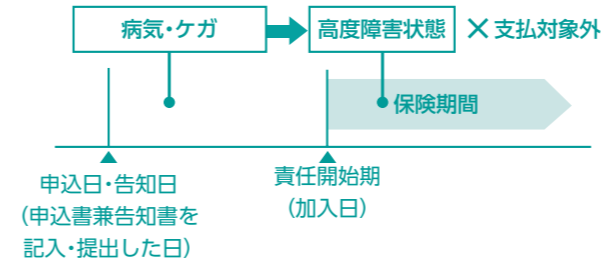 病気・ケガ
高度障害状態
×支払対象外
保険期間
申込日・告知日
(申込書兼告知書を
記入・提出した日)
責任開始期
(加入日)